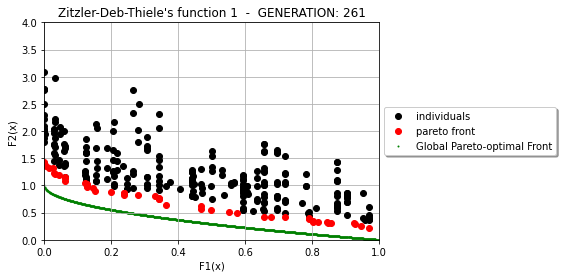 Zitzler-Deb-Thiele's function 1 - GENERATION: 261
4.0
3.5
3.0
2.5
2.0
1.5
1.0
0.5
0.0
F2(x)
0.0 0.2 0.4 0.6 0.8 1.0
F1(x)
individuals
pareto front
Global Pareto-optimal Front